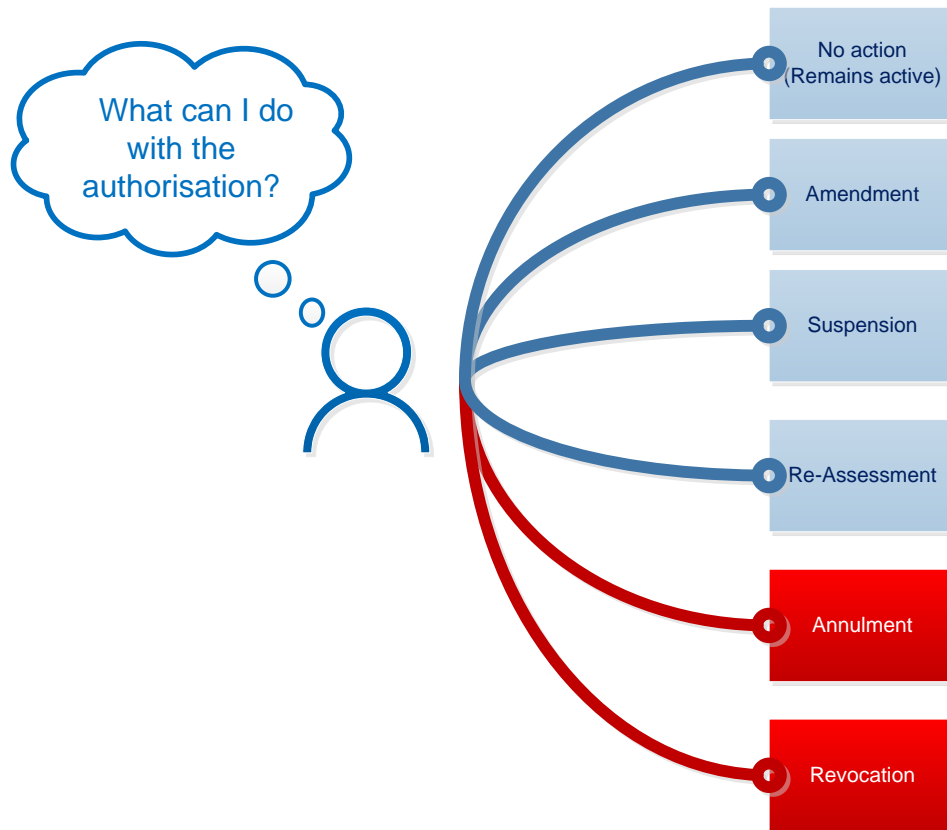 What can I do
with the
authorisation?
No action
(Remains active)
Amendment
Suspension
Re-Assessment
Annulment
Revocation